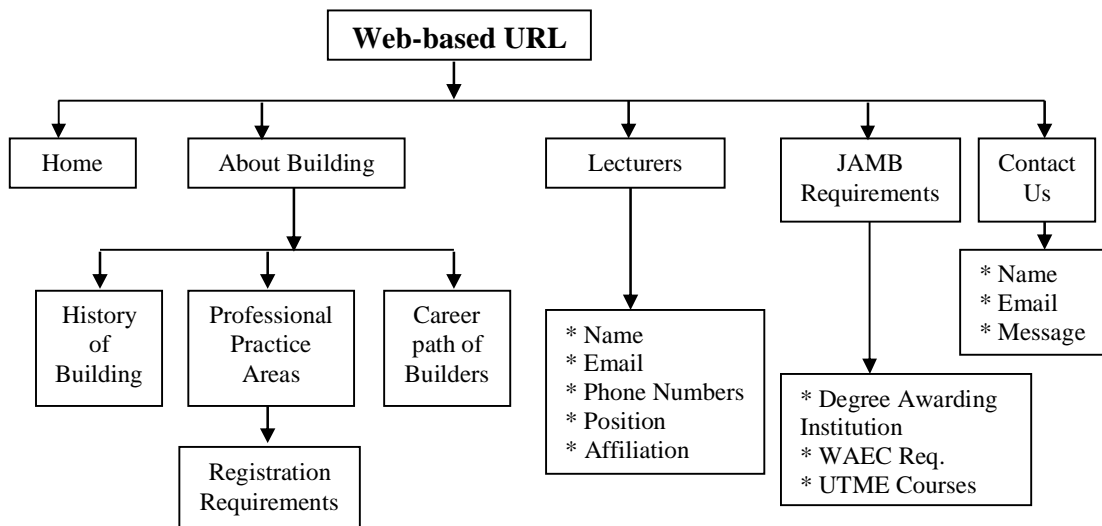 Web-based URL
Home
About Building
Lecturers
JAMB
Requirements
Contact
Us
History
of
Building
Professional
Practice
Areas
Career
path of
Builders
Registration
Requirements
* Name
* Email
* Phone Numbers
* Position
* Affiliation
* Degree Awarding
Institution
* WAEC Req.
* UTME Courses
* Name
* Email
* Message